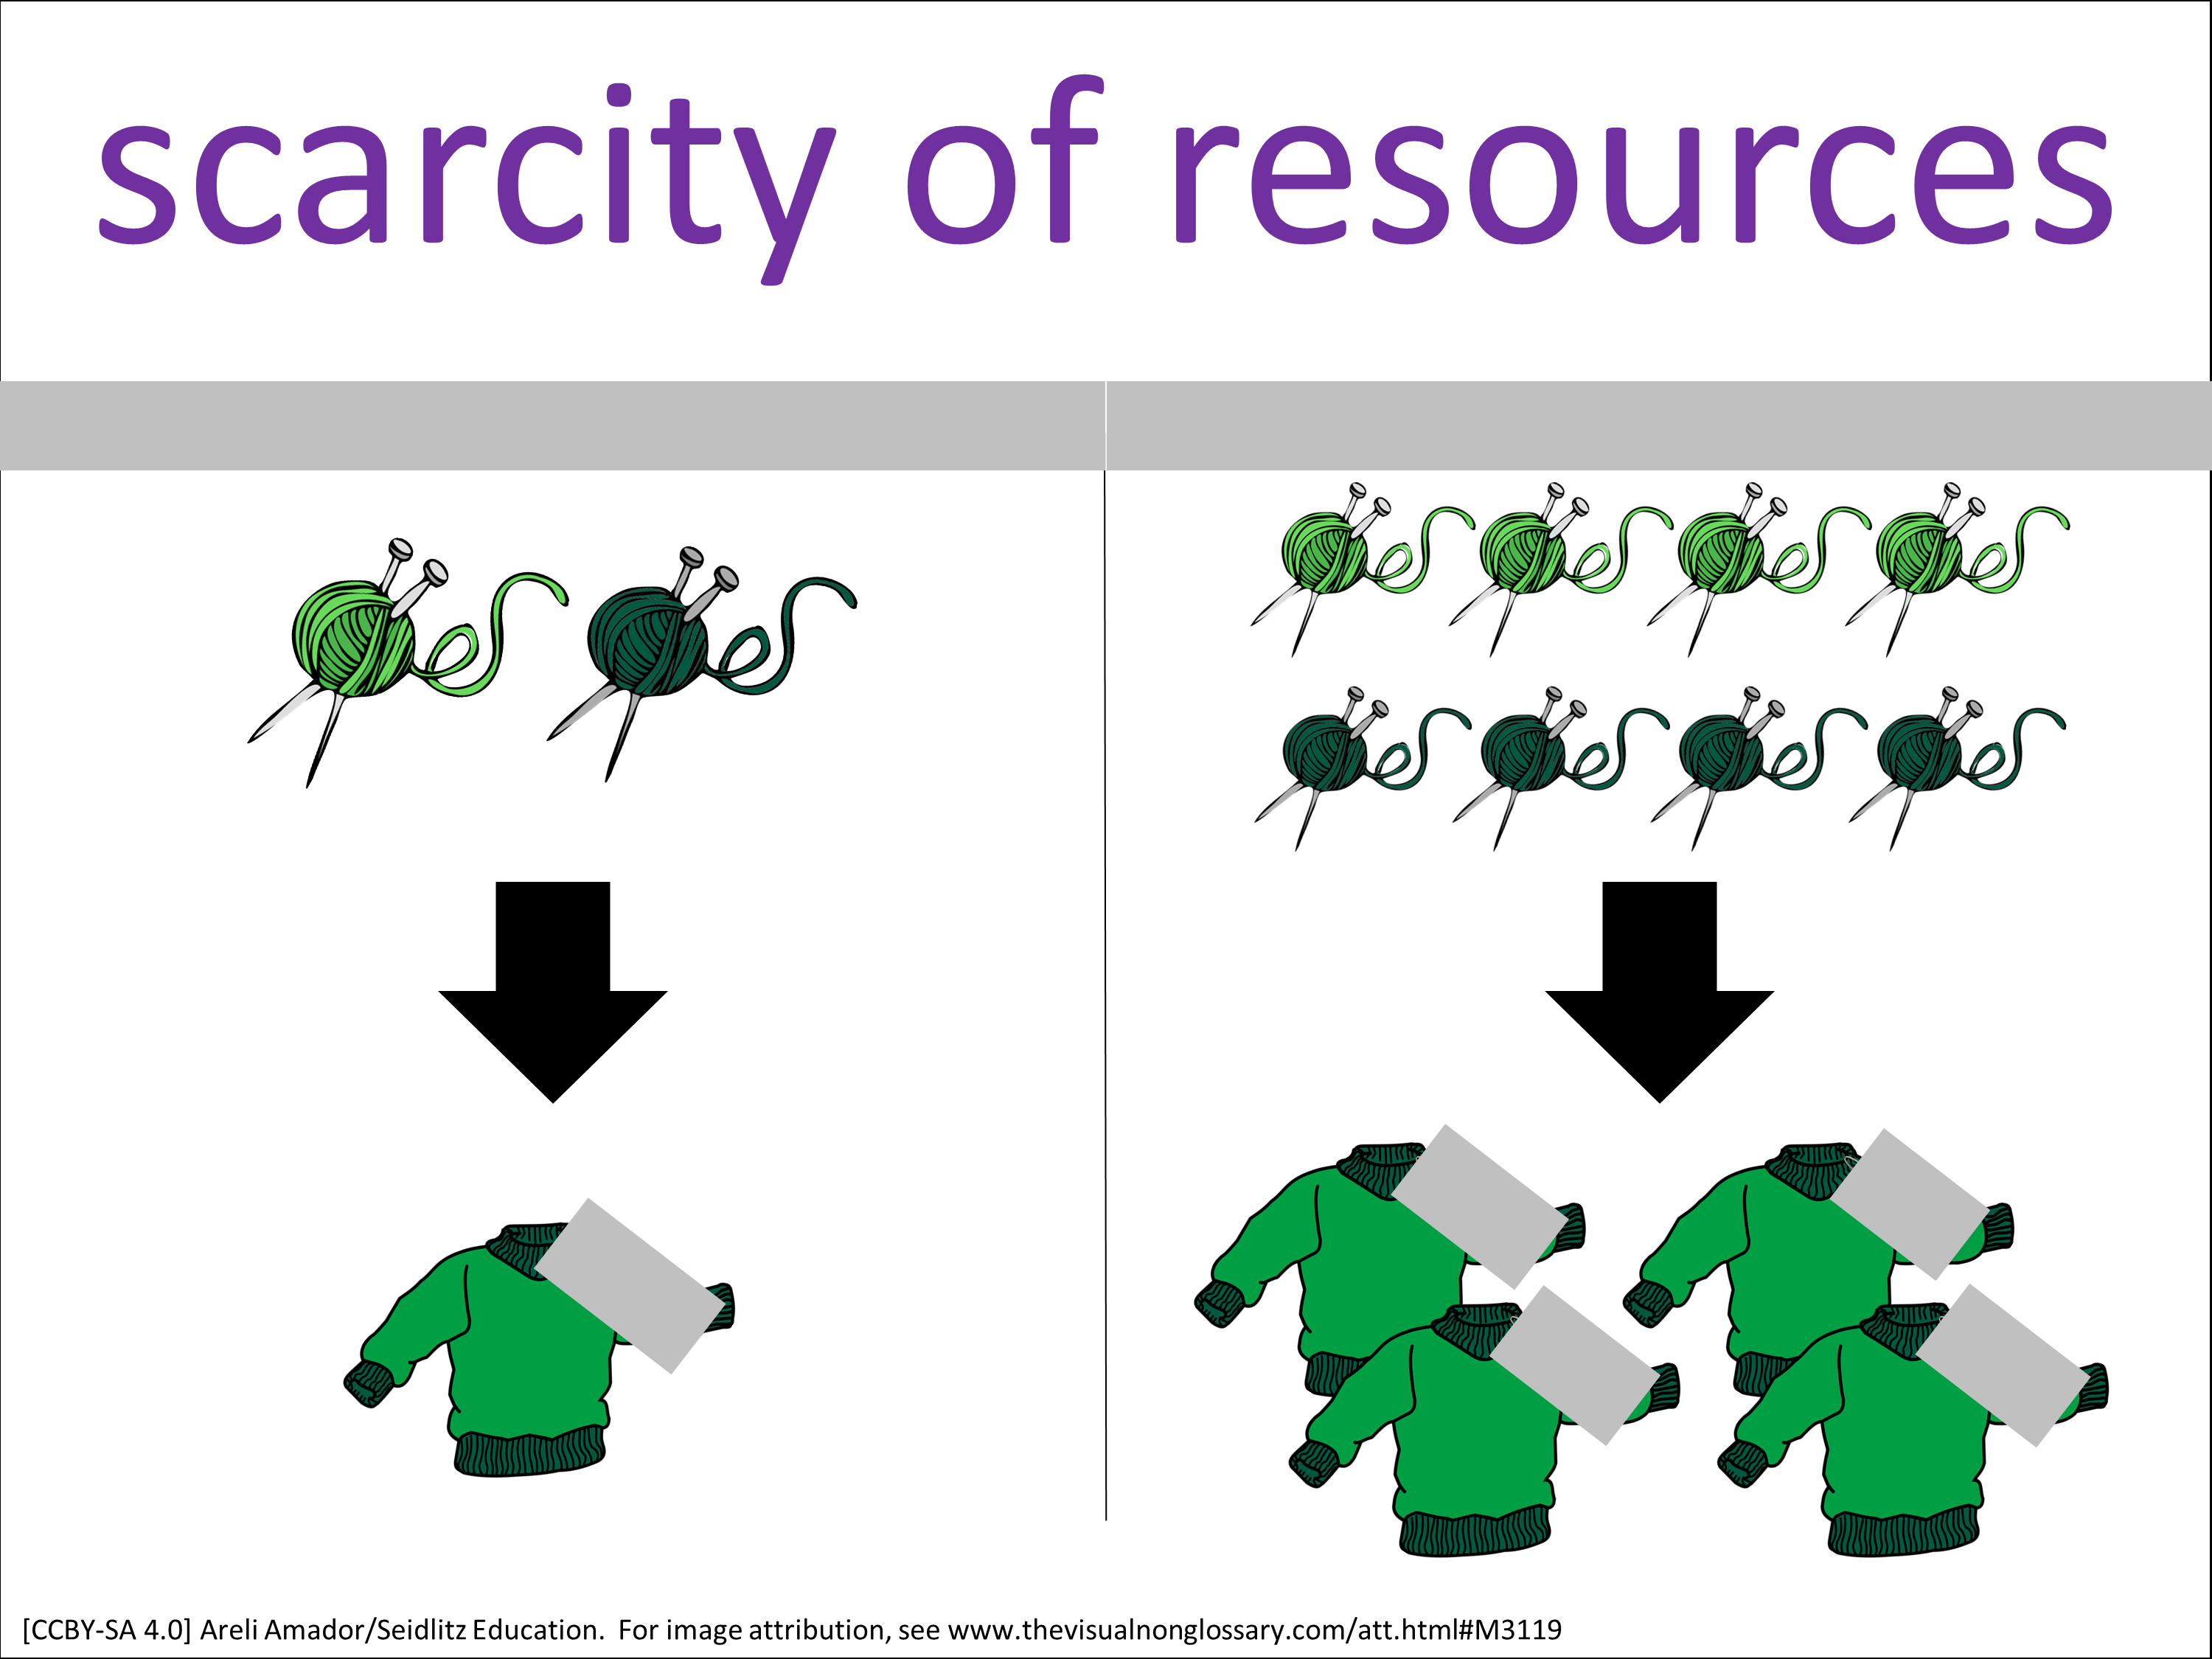 scarcity of resources
[CCBY-SA 4.0] Areli Amador/Seidlitz Education.  For image attribution, see www.thevisualnonglossary.com/att.html#M3119